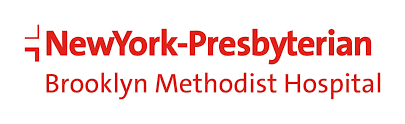 NewYork-Presbyterian
Brooklyn Methodist Hospital